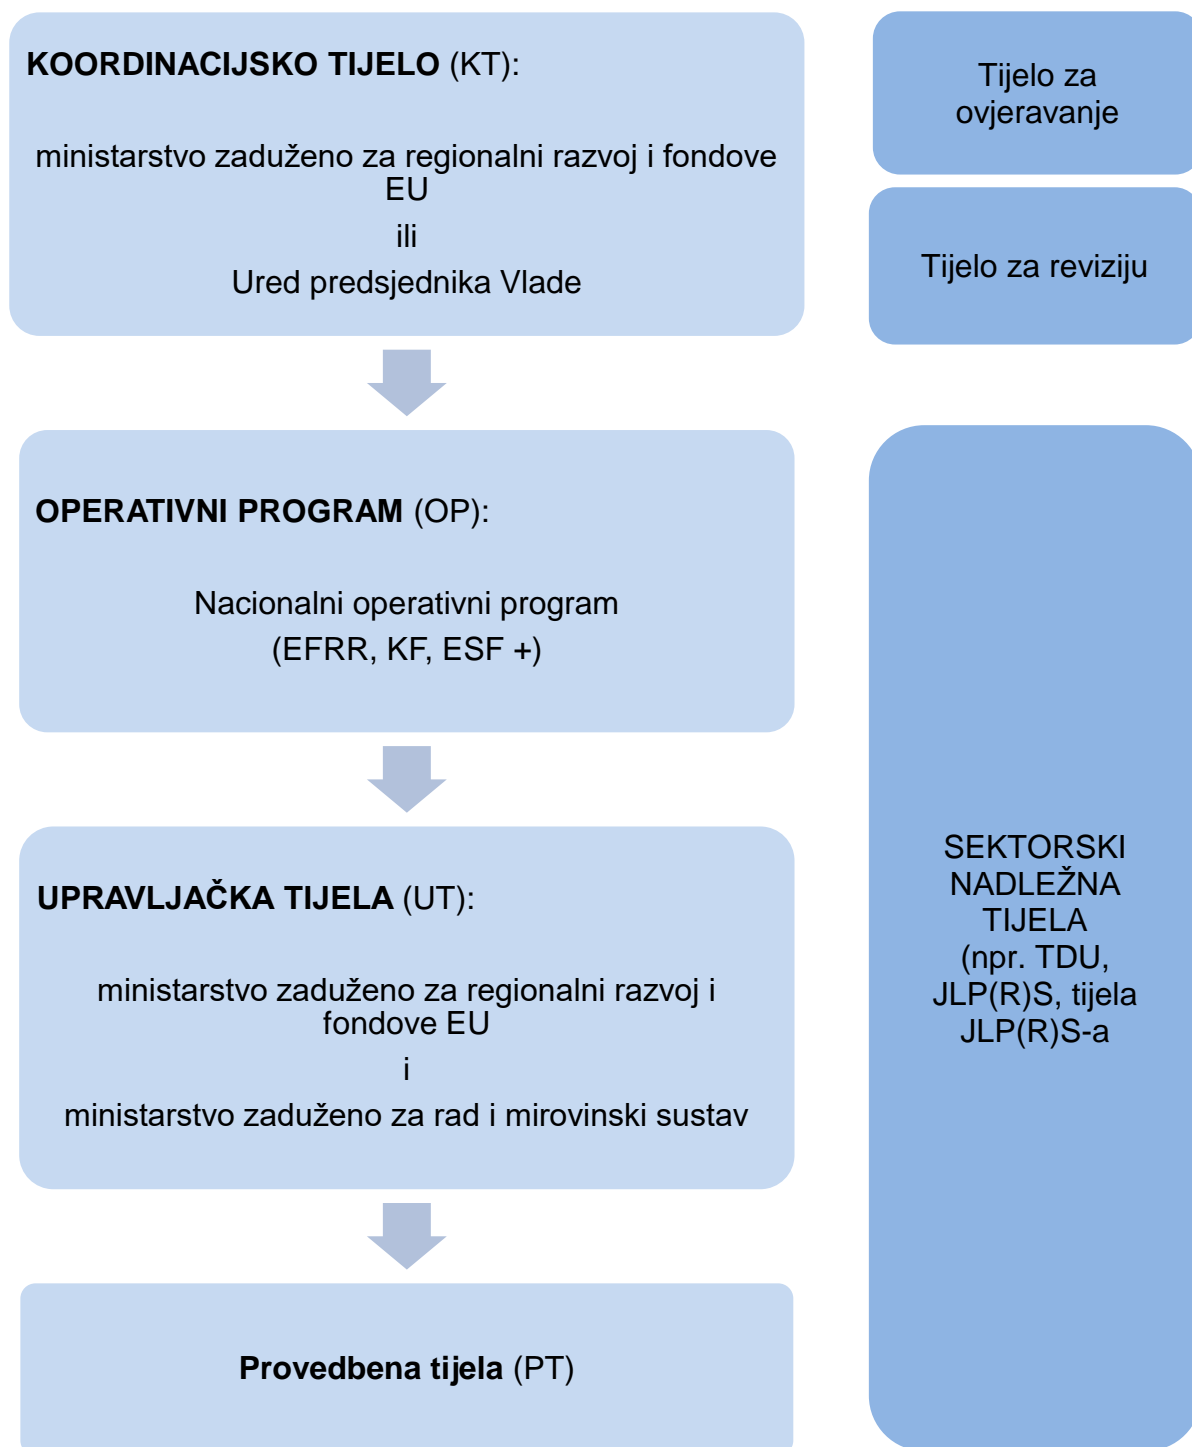 KOORDINACIJSKO TIJELO (KT):
ministarstvo zaduženo za regionalni razvoj i fondove
EU
ili
Ured predsjednika Vlade
Tijelo za
ovjeravanje
Tijelo za reviziju
OPERATIVNI PROGRAM (OP):
Nacionalni operativni program
(EFRR, KF, ESF +)
UPRAVLJAČKA TIJELA (UT):
ministarstvo zaduženo za regionalni razvoj i
fondove EU
i
ministarstvo zaduženo za rad i mirovinski sustav
Provedbena tijela (PT)
SEKTORSKI
NADLEŽNA
TIJELA
(npr. TDU,
JLP(R)S, tijela
JLP(R)S-a